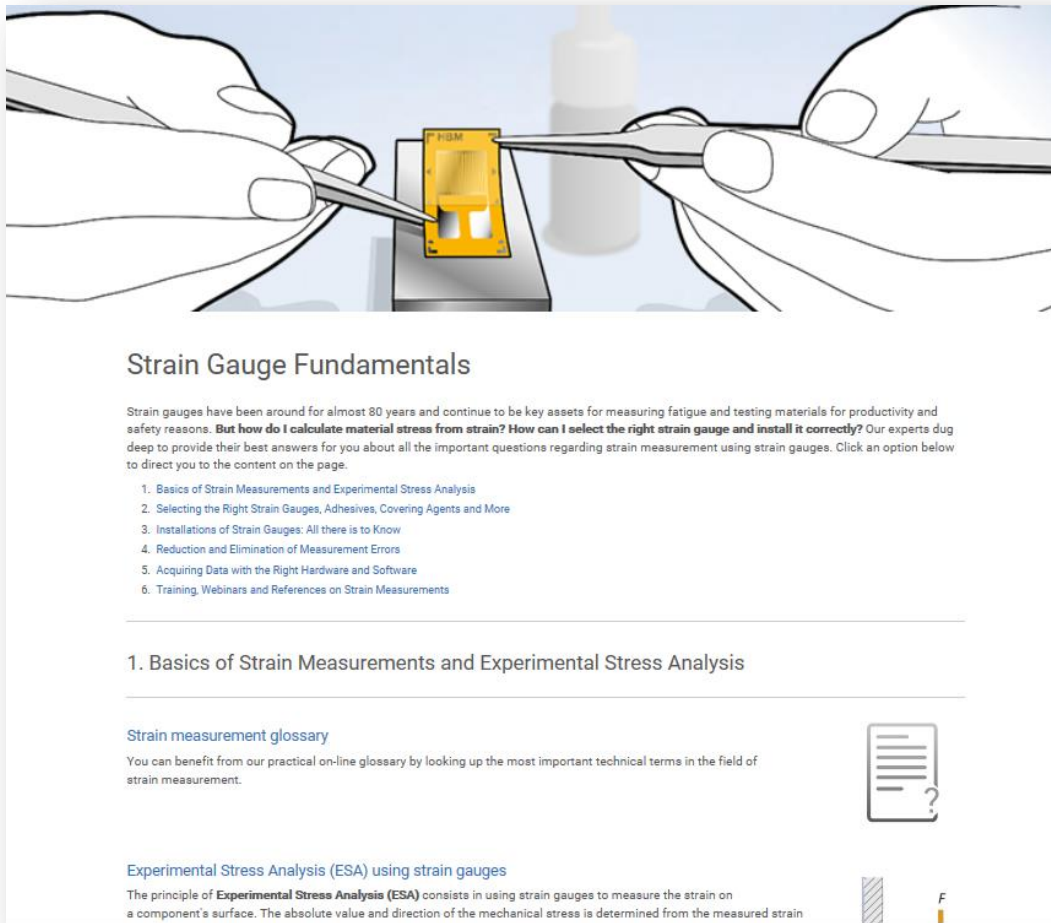 HBM
Strain Gauge Fundamentals
Strain gauges have been around for almost 80 years and continue to be key assets for measuring fatigue and testing materials for productivity and
safety reasons. But how do I calculate material stress from strain? How can I select the right strain gauge and install it correctly? Our experts dug
deep to provide their best answers for you about all the important questions regarding strain measurement using strain gauges. Click an option below
to direct you to the content on the page.
1. Basics of Strain Measurements and Experimental Stress Analysis
2. Selecting the Right Strain Gauges, Adhesives, Covering Agents and More
3. Installations of Strain Gauges: All there is to Know
4. Reduction and Elimination of Measurement Errors
5. Acquiring Data with the Right Hardware and Software
6. Training, Webinars and References on Strain Measurements
1. Basics of Strain Measurements and Experimental Stress Analysis
Strain measurement glossary
You can benefit from our practical on-line glossary by looking up the most important technical terms in the field of
strain measurement.
?
Experimental Stress Analysis (ESA) using strain gauges
The principle of Experimental Stress Analysis (ESA) consists in using strain gauges to measure the strain on
a component's surface. The absolute value and direction of the mechanical stress is determined from the measured strain
F